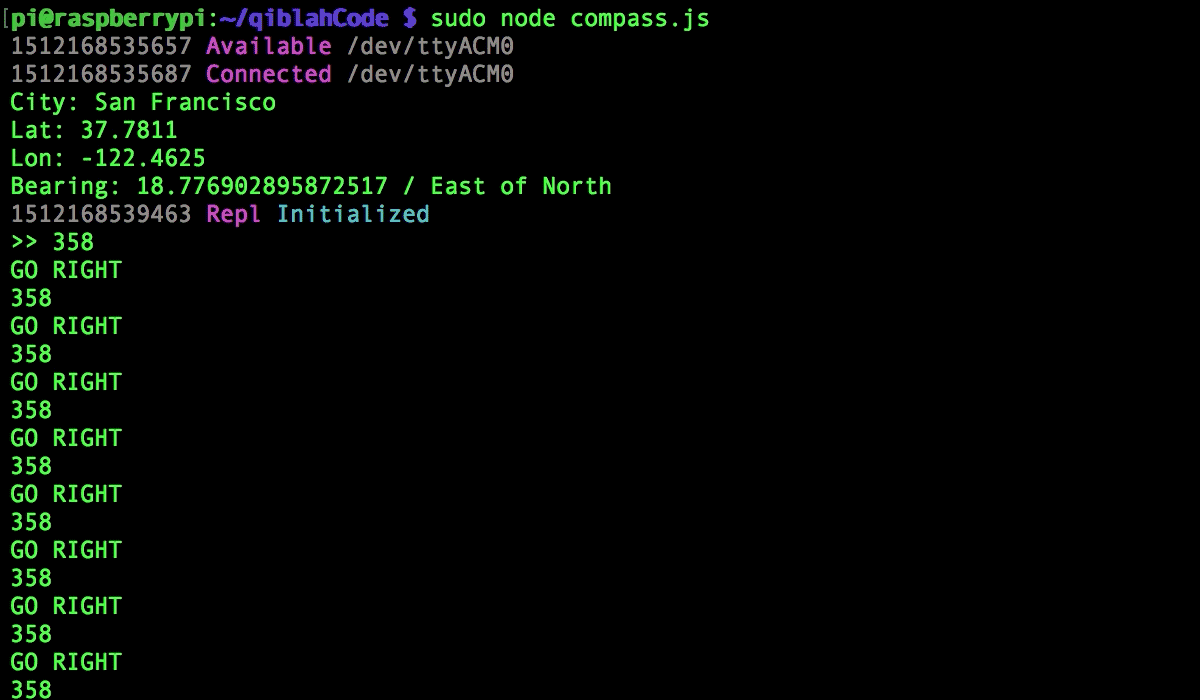 [pi@raspberrypi:~/qiblahCode $ sudo node compass.js
1512168535657 Available /dev/ttyACM0
1512168535687 Connected /dev/ttyACM0
City: San Francisco
Lat: 37.7811
Lon: -122.4625
Bearing: 18.776902895872517 / East of North
1512168539463 Repl Initialized
>> 358
GO RIGHT
358
GO RIGHT
358
GO RIGHT
358
GO RIGHT
358
GO RIGHT
358
GO RIGHT
358
GO RIGHT
358
GO RIGHT
358